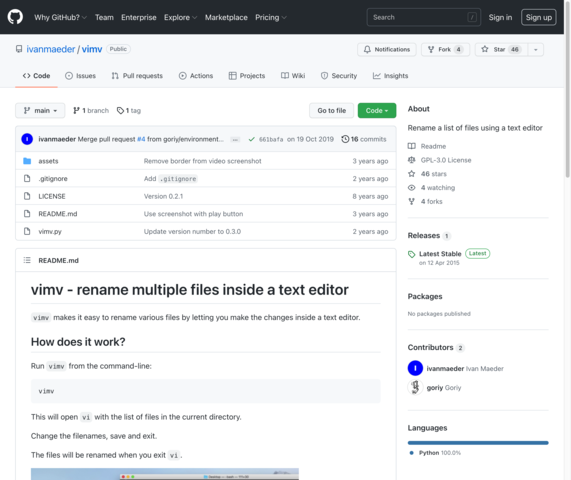 Why GitHub? Team Enterprise Explore Marketplace Pricing Search / Sign in Sign up
ivanmaeder / vimv Public Notifications Fork 4 Star 46
Code Issues Pull requests Actions Projects Wiki Security Insights
main 1 branch 1 tag Go to file Code
ivanmaeder Merge pull request #4 from goriy/environment... 661bafa on 19 Oct 2019 16 commits
assets Remove border from video screenshot 3 years ago
.gitignore Add .gitignore 2 years ago
LICENSE Version 0.2.1 8 years ago
README.md Use screenshot with play button 3 years ago
vimv.py Update version number to 0.3.0 2 years ago
README.md
vimv - rename multiple files inside a text editor
vimv makes it easy to rename various files by letting you make the changes inside a text editor.
How does it work?
Run vimv from the command-line:
vimv
This will open vi with the list of files in the current directory.
Change the filenames, save and exit.
The files will be renamed when you exit vi.
About
Rename a list of files using a text editor
Readme
GPL-3.0 License
46 stars
4 watching
4 forks
Releases 1
Latest Stable Latest
on 12 Apr 2015
Packages
No packages published
Contributors 2
ivanmaeder Ivan Maeder
goriy Goriy
Languages
Python 100.0%